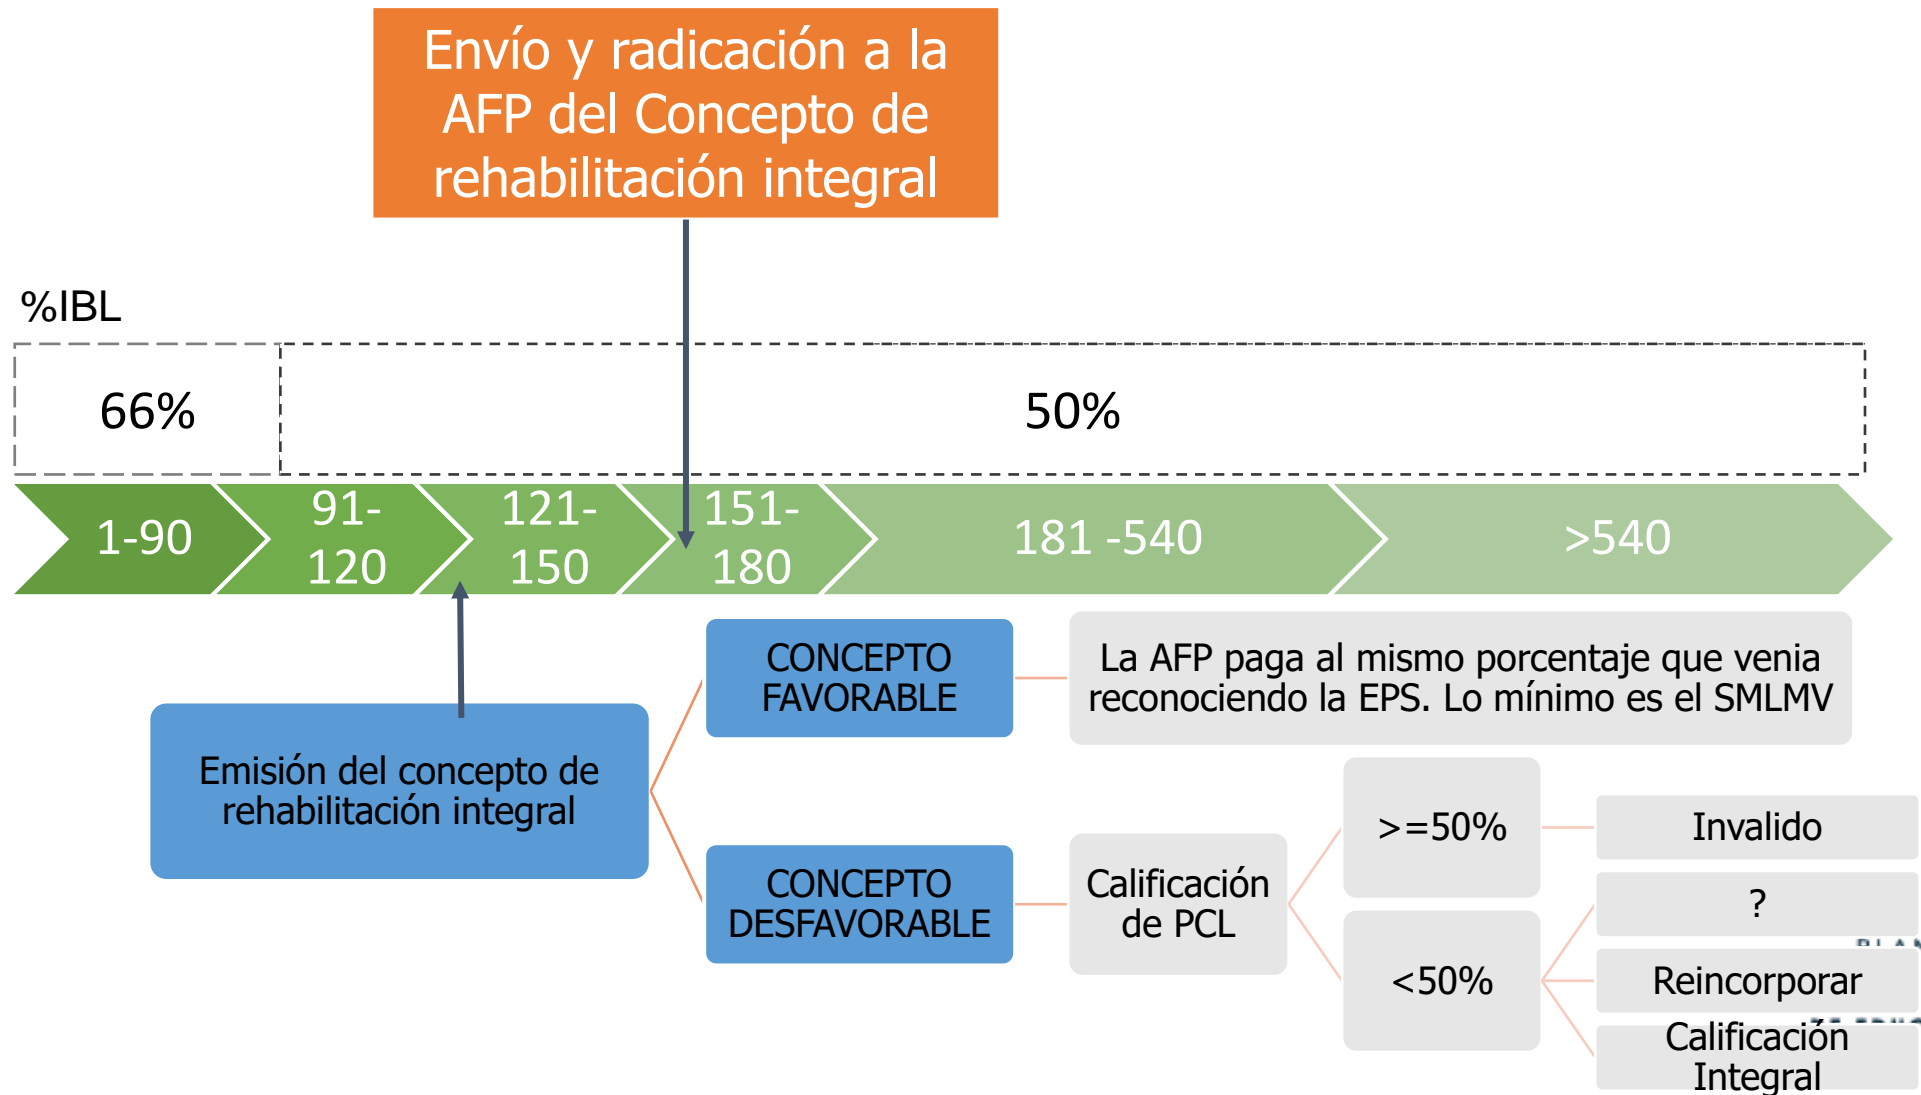 Envío y radicación a la
AFP del Concepto de
rehabilitación integral
%IBL
66%
50%
1-90
91-
120
121-
150
151-
180
181 -540
>540
CONCEPTO
FAVORABLE
La AFP paga al mismo porcentaje que venia
reconociendo la EPS. Lo mínimo es el SMLMV
Emisión del concepto de
rehabilitación integral
CONCEPTO
DESFAVORABLE
Calificación
de PCL
>=50%
Invalido
?
<50%
Reincorporar
Calificación
Integral